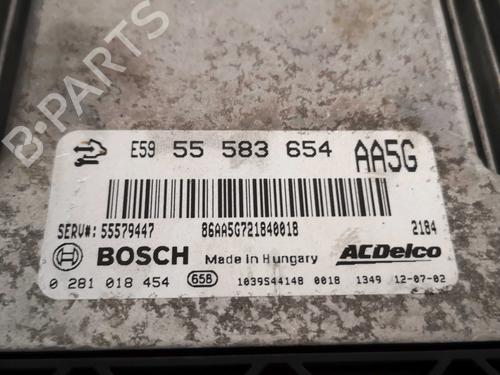 B-PARTS
E59 55 583 654 AA5G
SERV#: 55579447 86AA5G721840018 2184
BOSCH Made in Hungary ACDelco
0 281 018 454 65B 1039S44148 0018 1349 12-07-02